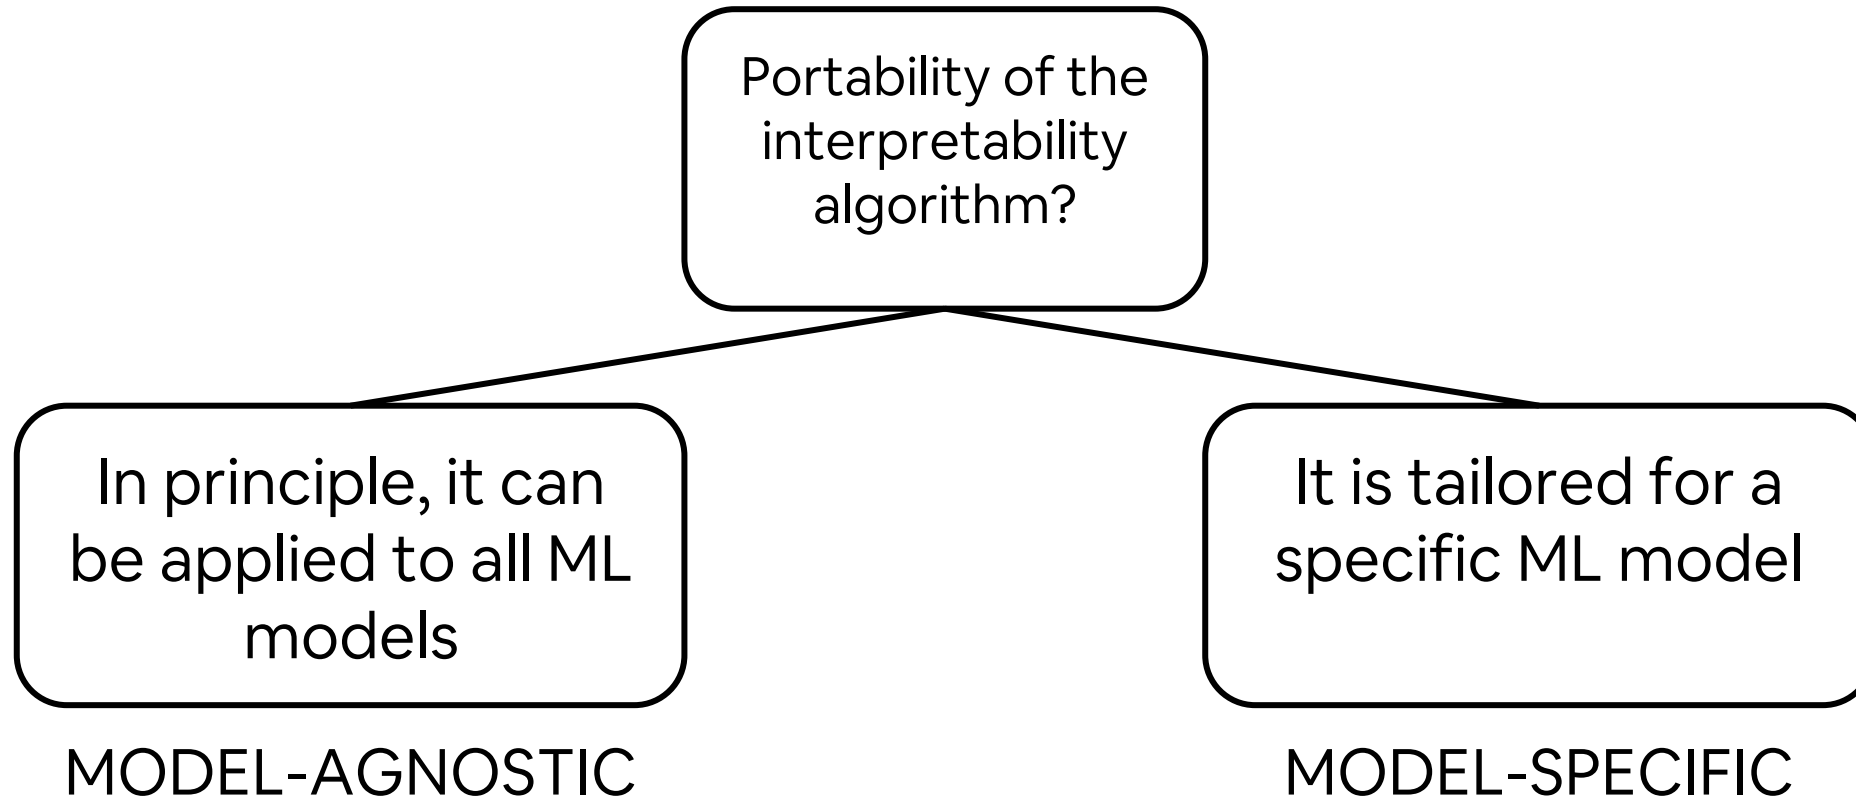 Portability of the
interpretability
algorithm?
In principle, it can
be applied to all ML
models
It is tailored for a
specific ML model
MODEL-AGNOSTIC
MODEL-SPECIFIC